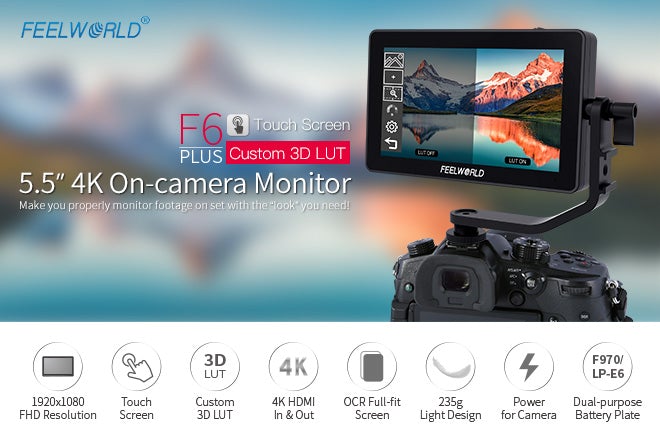 FEELWORLD®
F6 Touch Screen
PLUS Custom 3D LUT
5.5" 4K On-camera Monitor
Make you properly monitor footage on set with the "look" you need!
LUT OFF
LUT ON
FEELWORLD
3D
LUT
4K
F970/
LP-E6
1920x1080
FHD Resolution
Touch
Screen
Custom
3D LUT
4K HDMI
In & Out
OCR Full-fit
Screen
235g
Light Design
Power
for Camera
Dual-purpose
Battery Plate